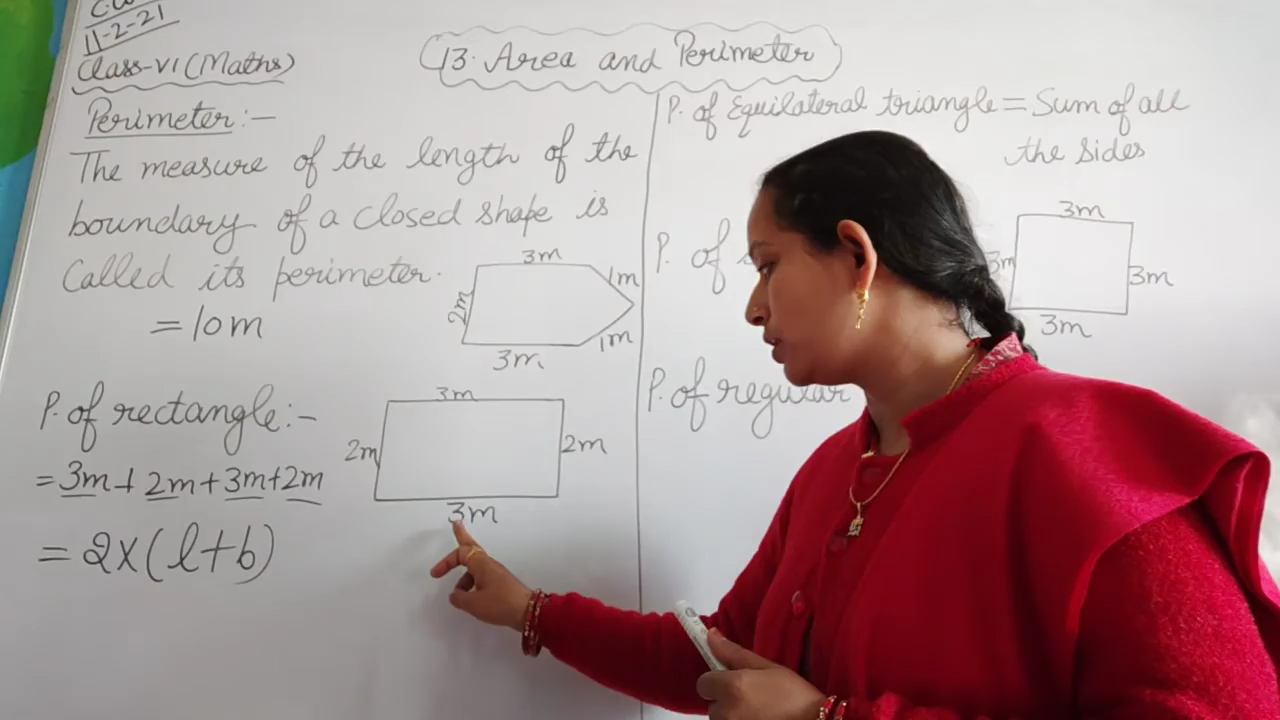 CW
11-2-21
Class-VI (Maths)
13. Area and Perimeter
Perimeter:-
The measure of the length of the
boundary of a closed shape is
Called its perimeter.
= 10m
3m
1m
2m
1m
3m
P. of rectangle:-
= 3m + 2m + 3m + 2m
= 2x(l+b)
3m
2m
2m
3m
P. of Equilateral triangle = Sum of all
the Sides
P. of
3m
3m
3m
3m
P. of regular